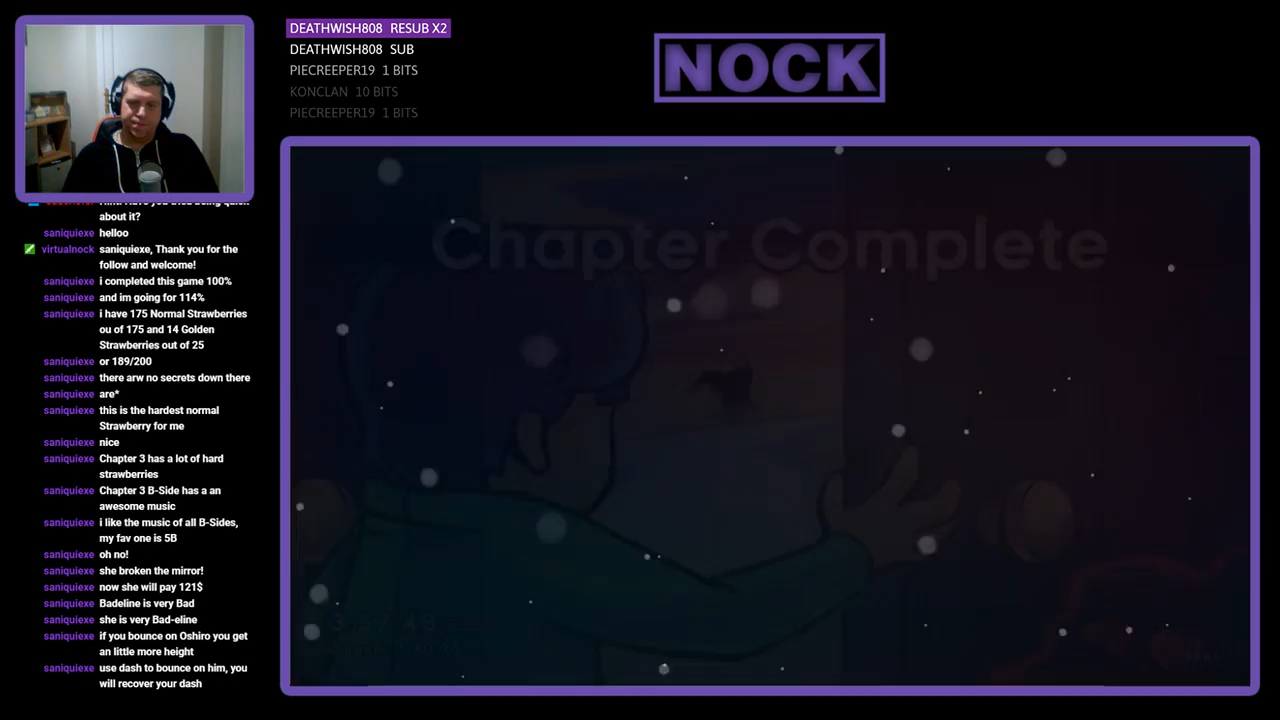 DEATHWISH808 RESUB X2
DEATHWISH808 SUB
PIECREEPER19 1 BITS
KONCLAN 10 BITS
PIECREEPER19 1 BITS
NOCK
Chapter Complete
about it?
saniquiexe helloo
virtualnock saniquiexe, Thank you for the
follow and welcome!
saniquiexe i completed this game 100%
saniquiexe and im going for 114%
saniquiexe i have 175 Normal Strawberries
ou of 175 and 14 Golden
Strawberries out of 25
saniquiexe or 189/200
saniquiexe there arw no secrets down there
saniquiexe are*
saniquiexe this is the hardest normal
Strawberry for me
saniquiexe nice
saniquiexe Chapter 3 has a lot of hard
strawberries
saniquiexe Chapter 3 B-Side has a an
awesome music
saniquiexe i like the music of all B-Sides,
my fav one is 5B
saniquiexe oh no!
saniquiexe she broken the mirror!
saniquiexe now she will pay 121$
saniquiexe Badeline is very Bad
saniquiexe she is very Bad-eline
saniquiexe if you bounce on Oshiro you get
an little more height
saniquiexe use dash to bounce on him, you
will recover your dash